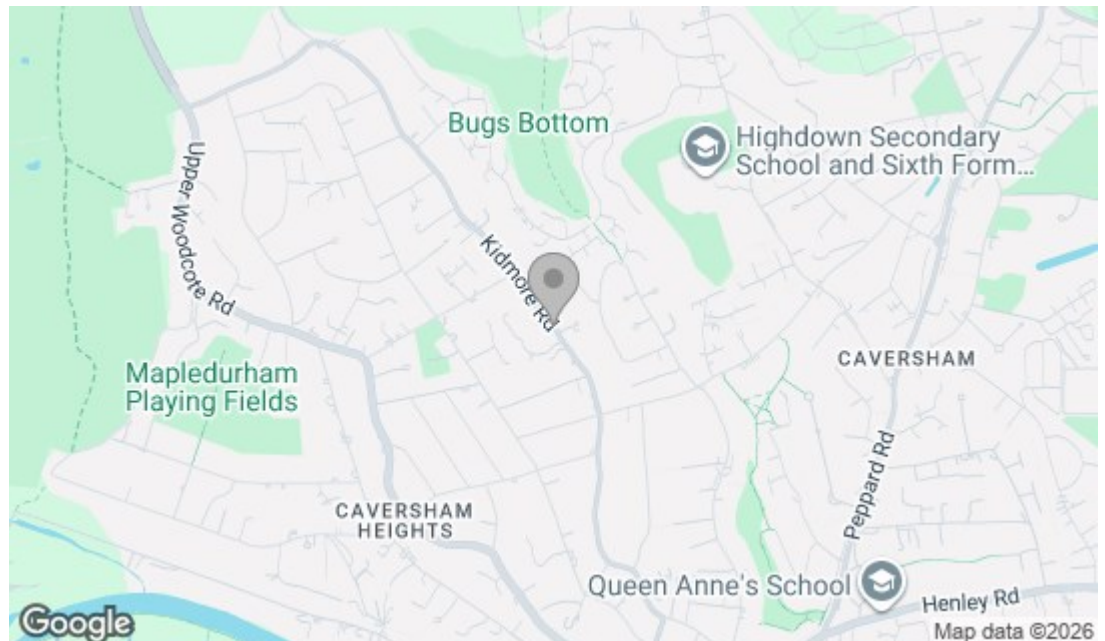 Bugs Bottom
Highdown Secondary
School and Sixth Form...
Upper Woodcote Rd
Kidmore Rd
CAVERSHAM
Mapledurham
Playing Fields
Peppard Rd
CAVERSHAM
HEIGHTS
Queen Anne's School
Henley Rd
Google
Map data ©2026